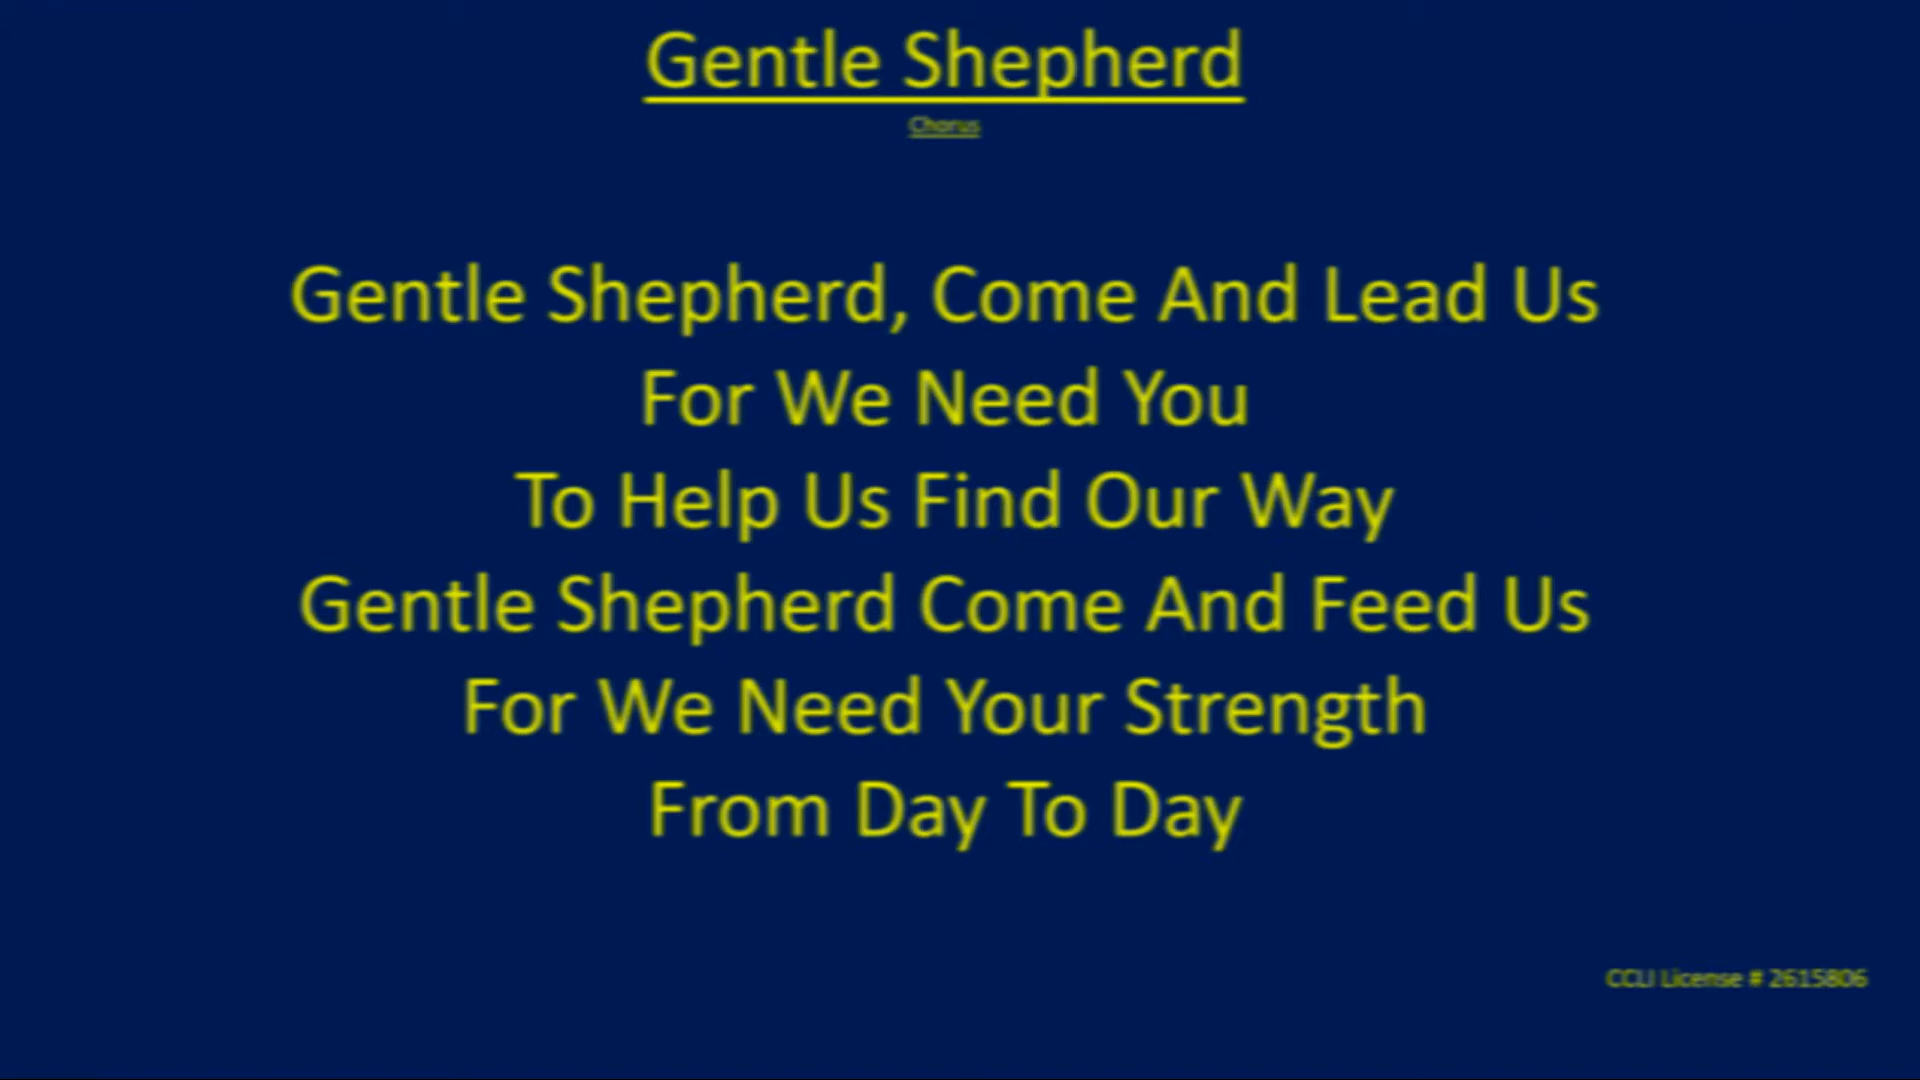 Gentle Shepherd
Chorus
Gentle Shepherd, Come And Lead Us
For We Need You
To Help Us Find Our Way
Gentle Shepherd Come And Feed Us
For We Need Your Strength
From Day To Day
CCLI License # 2615806